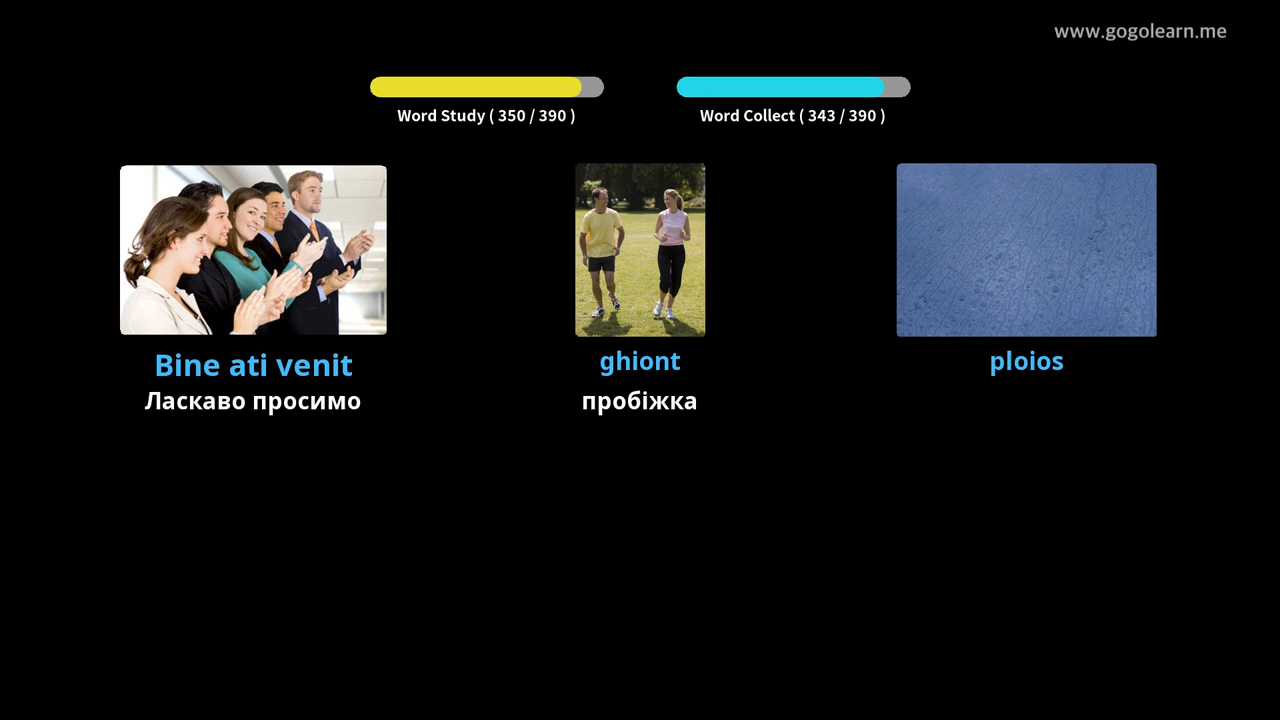 www.gogolearn.me
Word Study ( 350 / 390 )
Word Collect ( 343 / 390 )
Bine ati venit
Ласкаво просимо
ghiont
пробіжка
ploios